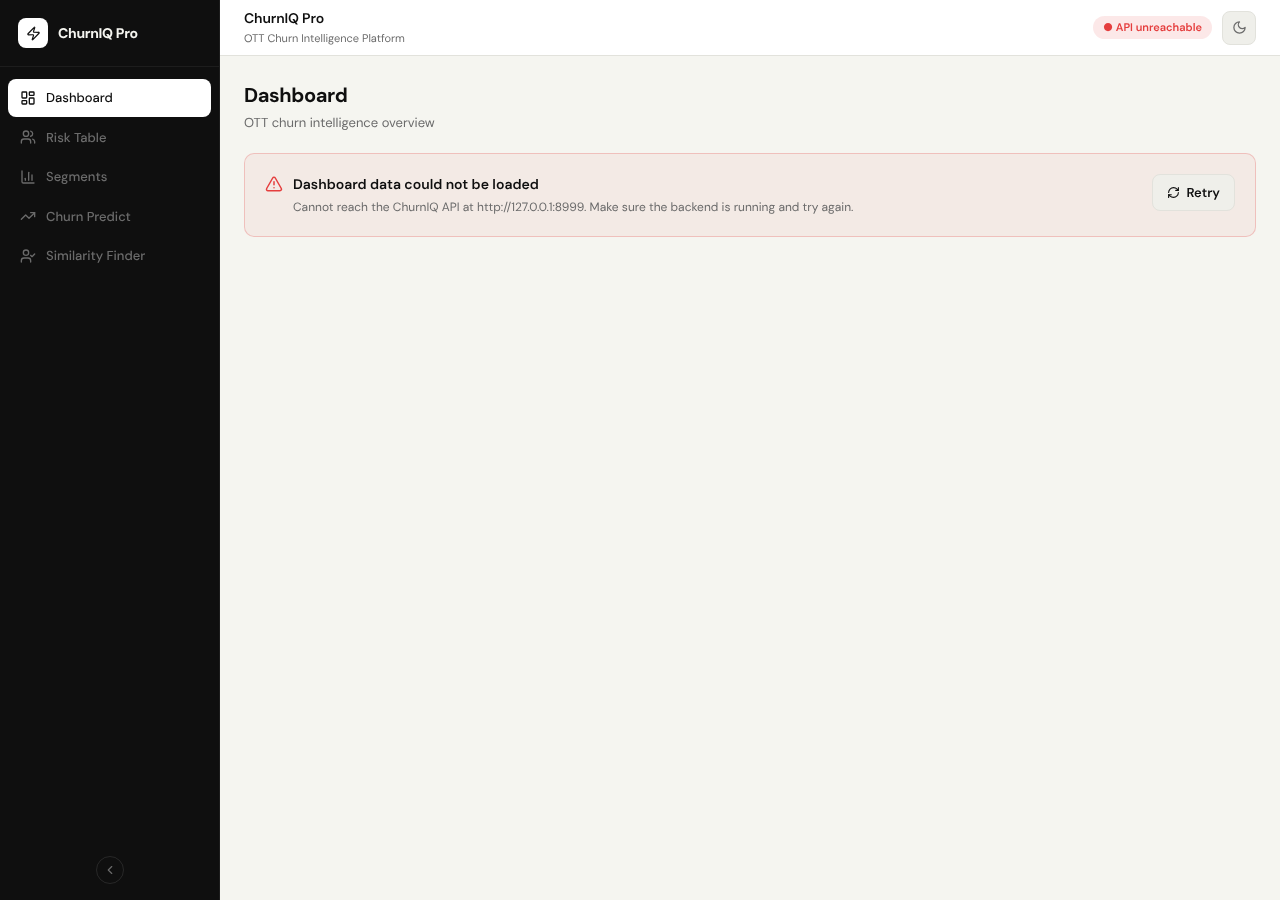 ChurnIQ Pro
Dashboard
Risk Table
Segments
Churn Predict
Similarity Finder
ChurnIQ Pro
OTT Churn Intelligence Platform
API unreachable
Dashboard
OTT churn intelligence overview
Dashboard data could not be loaded
Cannot reach the ChurnIQ API at http://127.0.0.1:8999. Make sure the backend is running and try again.
Retry